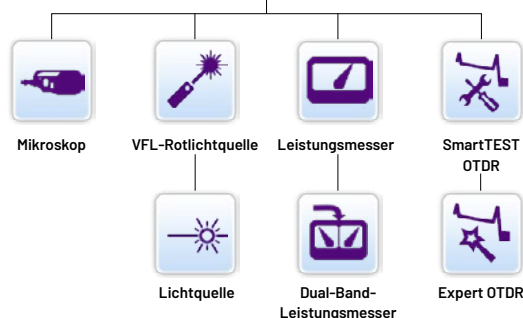 Mikroskop
VFL-Rotlichtquelle
Leistungsmesser
SmartTEST
OTDR
Lichtquelle
Dual-Band-
Leistungsmesser
Expert OTDR